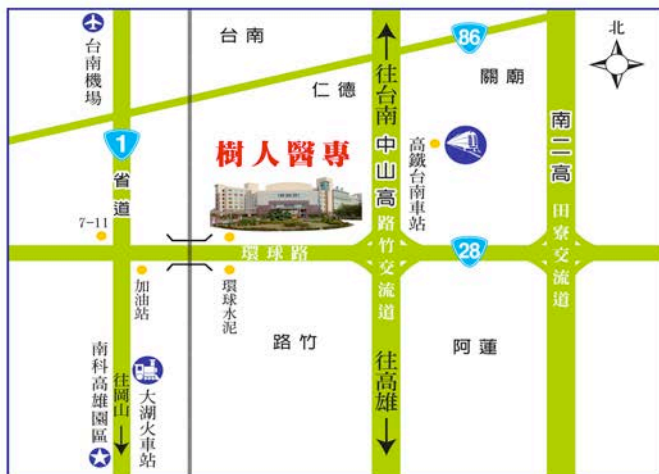 台南
86
北
台南機場
往台南
關廟
仁德
1
省道
樹人醫專
中山高
高鐵台南車站
南二高
7-11
環球路
路竹交流道
28
田寮交流道
加油站
環球水泥
路竹
阿蓮
南科高雄園區
往岡山
大湖火車站
往高雄